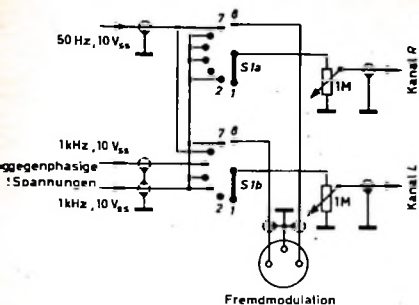 7 8
50 Hz, 10 Vss
S1a
2 1
1M
Kanal R
7 8
1kHz, 10 Vss
ggegenphasige
Spannungen
1kHz, 10 Vss
S1b
2 1
1M
Kanal L
Fremdmodulation